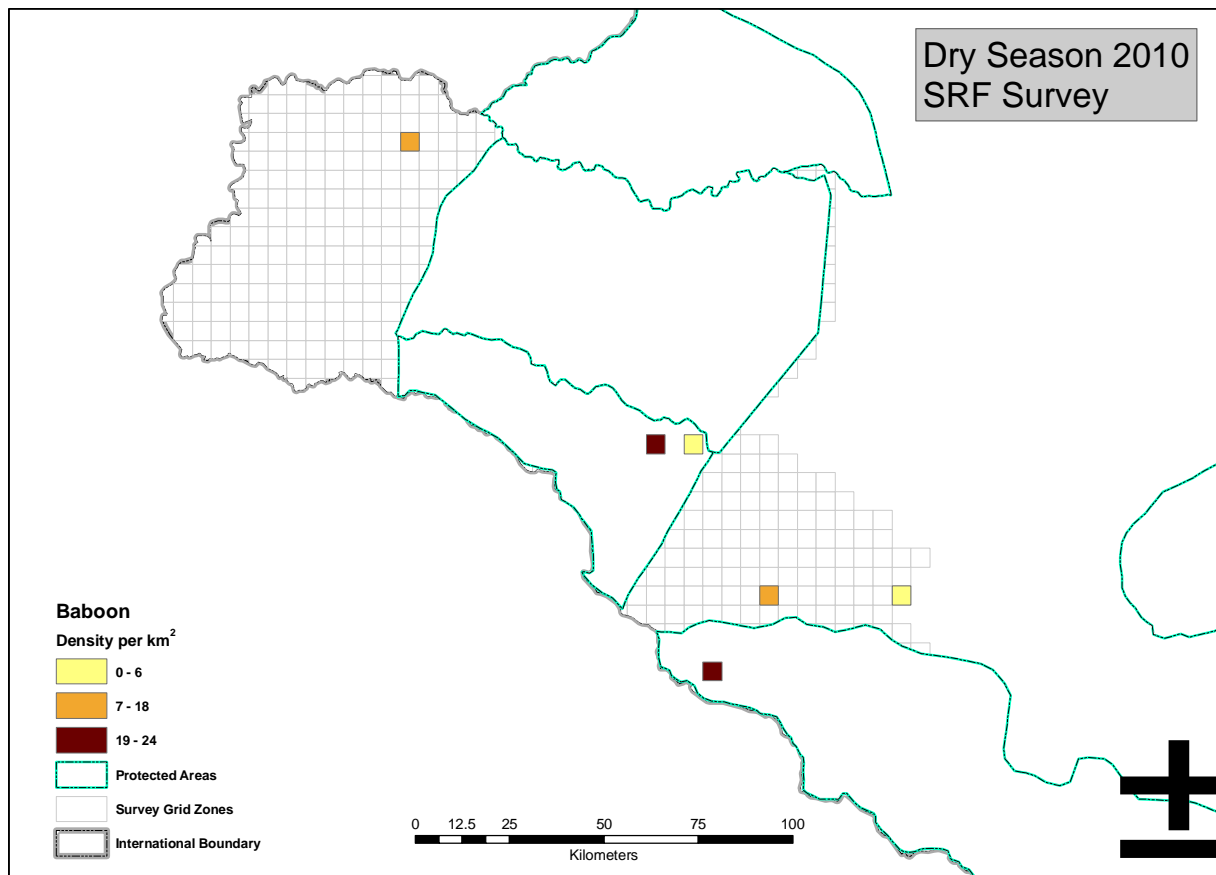 Dry Season 2010
SRF Survey
Baboon
Density per km²
0 - 6
7 - 18
19 - 24
Protected Areas
Survey Grid Zones
International Boundary
0 12.5 25 50 75 100
Kilometers